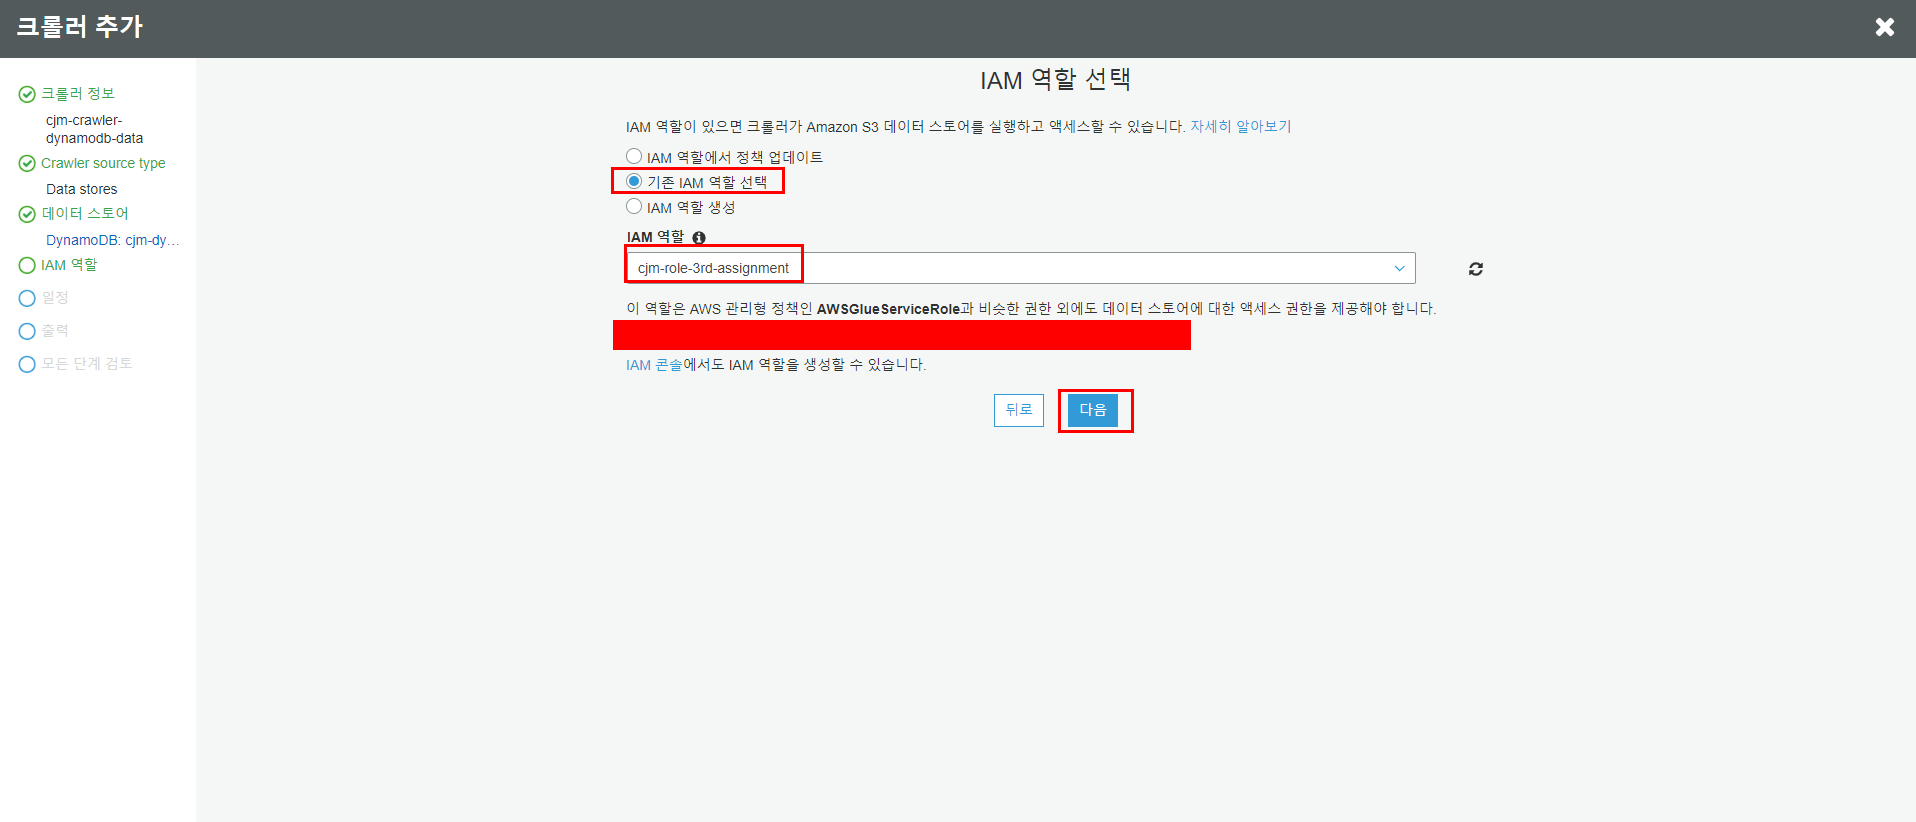 크롤러 추가
크롤러 정보
cjm-crawler-
dynamodb-data
Crawler source type
Data stores
데이터 스토어
DynamoDB: cjm-dy...
IAM 역할
일정
출력
모든 단계 검토
IAM 역할 선택
IAM 역할이 있으면 크롤러가 Amazon S3 데이터 스토어를 실행하고 액세스할 수 있습니다. 자세히 알아보기
IAM 역할에서 정책 업데이트
기존 IAM 역할 선택
IAM 역할 생성
IAM 역할
cjm-role-3rd-assignment
이 역할은 AWS 관리형 정책인 AWSGlueServiceRole과 비슷한 권한 외에도 데이터 스토어에 대한 액세스 권한을 제공해야 합니다.
IAM 콘솔에서도 IAM 역할을 생성할 수 있습니다.
뒤로
다음